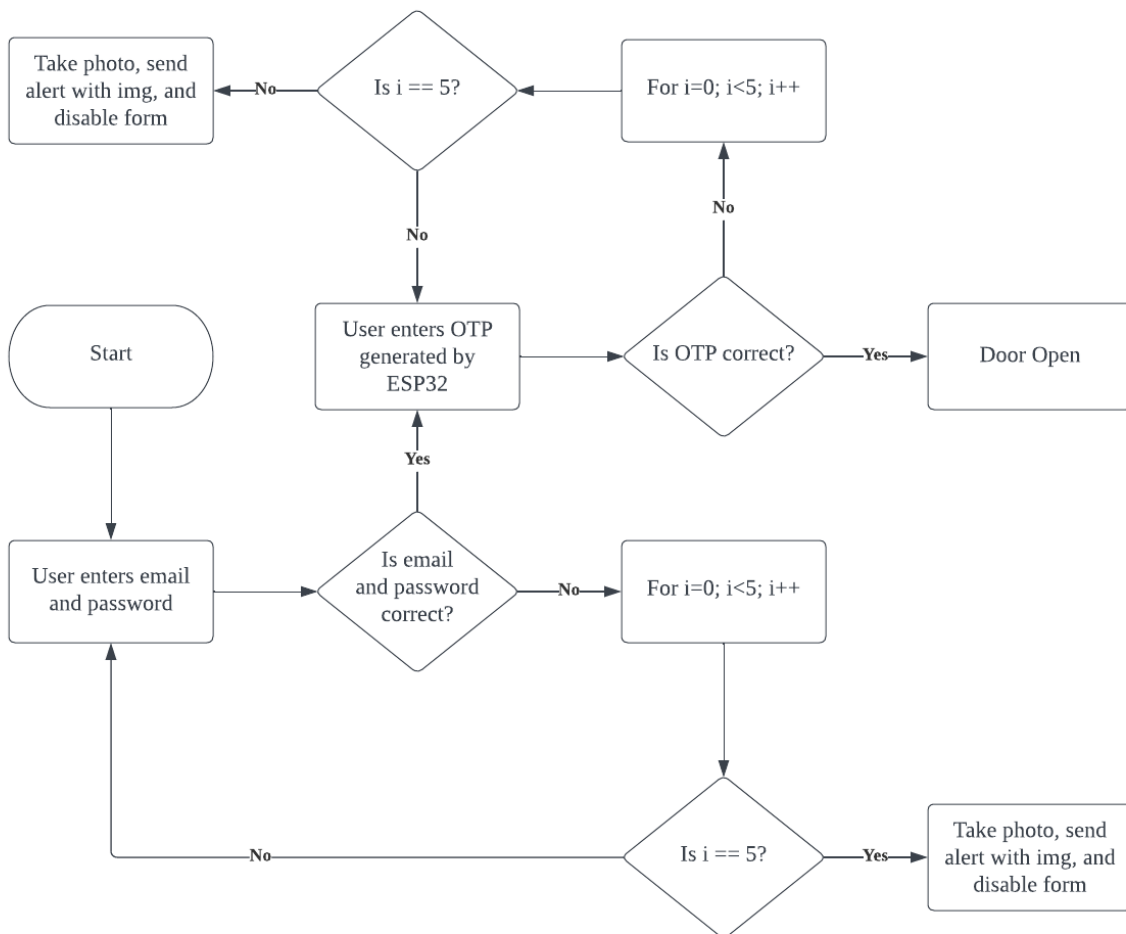 Take photo, send
alert with img, and
disable form
No
Is i == 5?
For i=0; i<5; i++
No
No
Start
User enters OTP
generated by
ESP32
Is OTP correct?
Yes
Door Open
Yes
User enters email
and password
Is email
and password
correct?
No
For i=0; i<5; i++
No
Is i == 5?
Yes
Take photo, send
alert with img, and
disable form